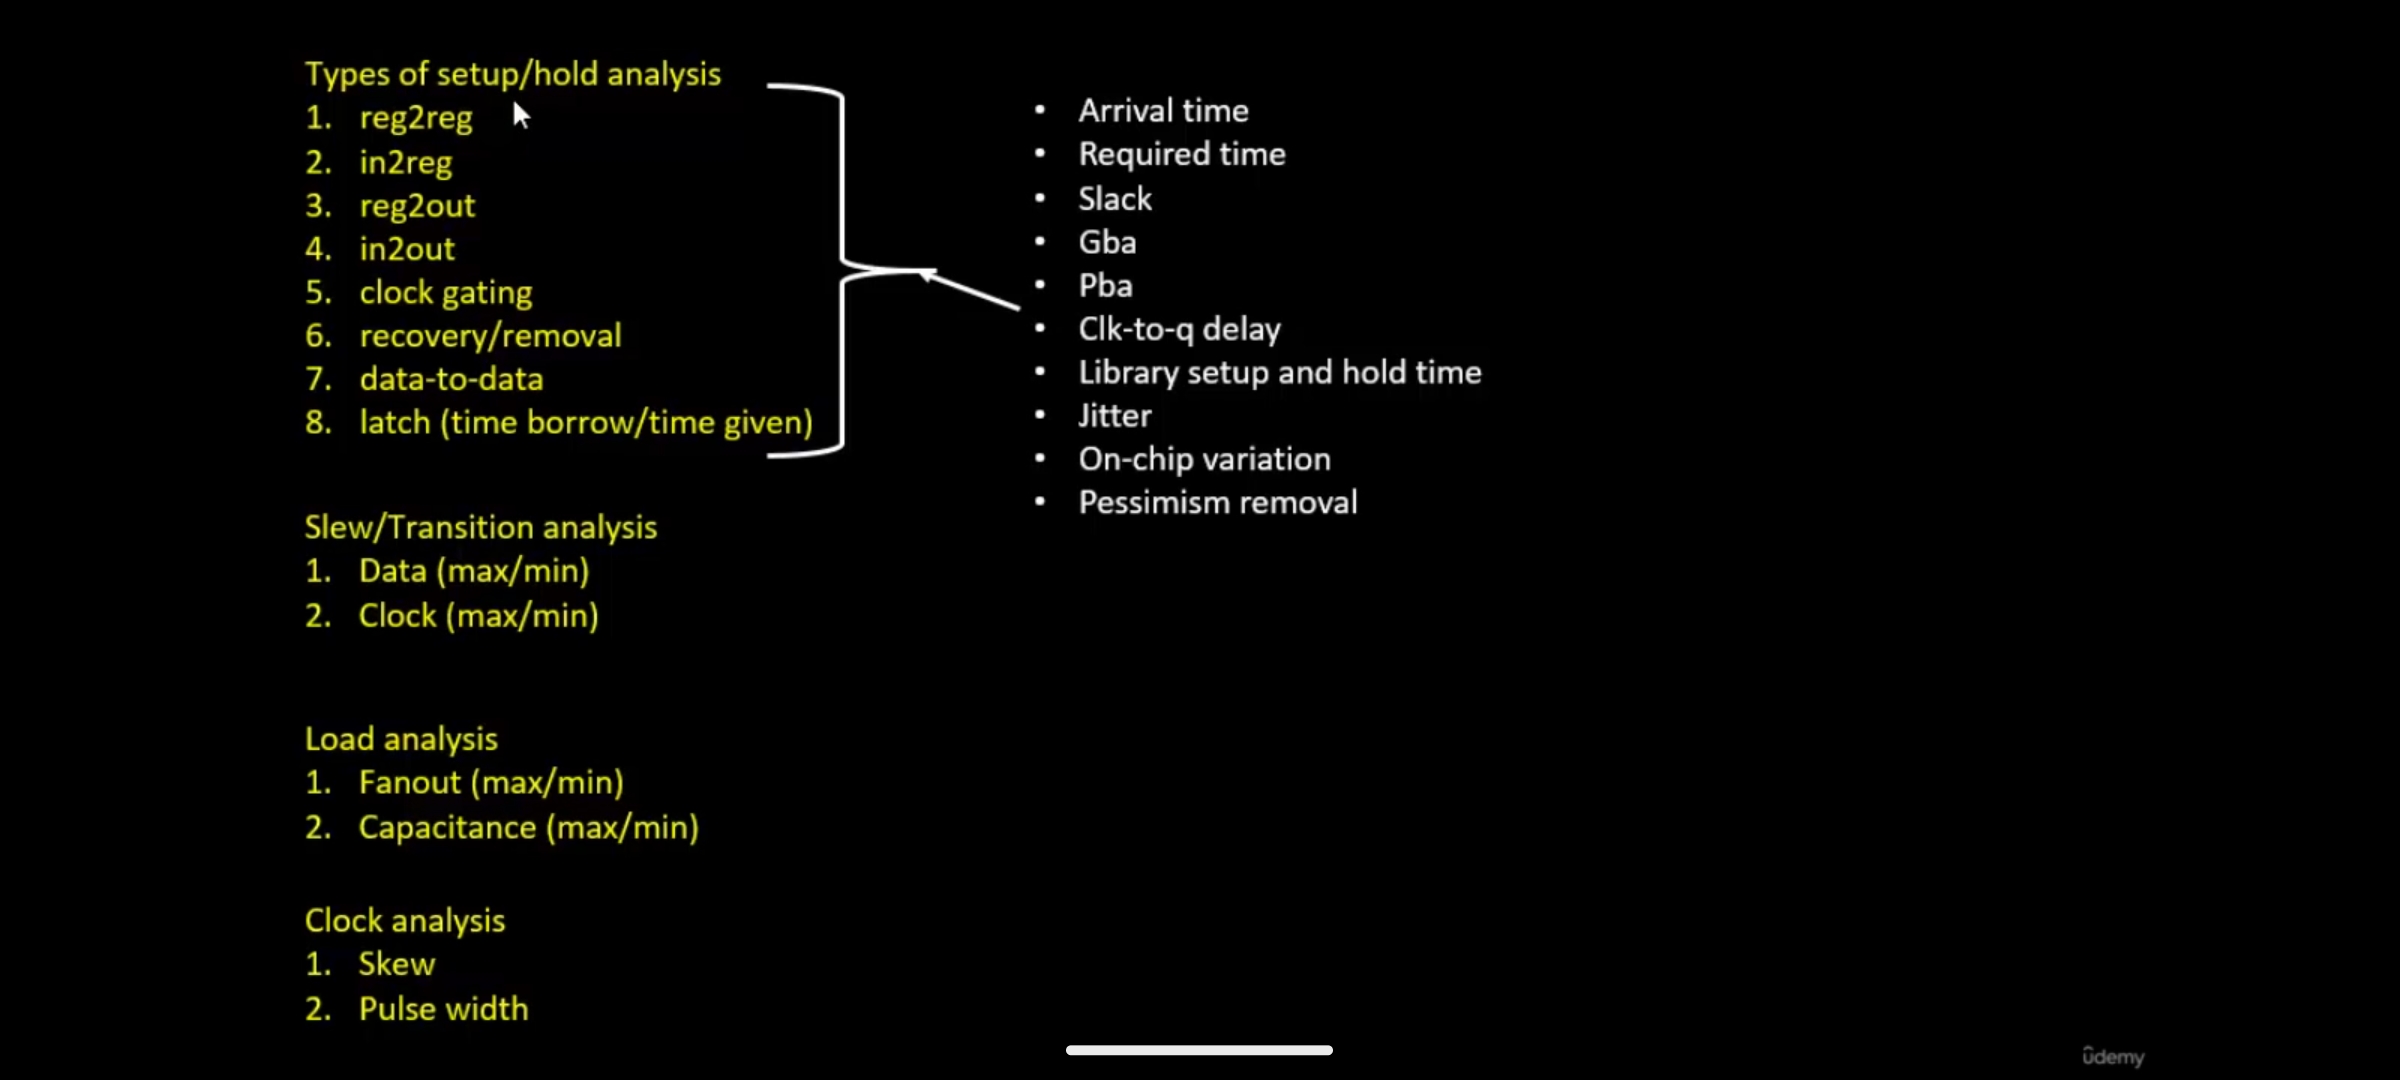 Types of setup/hold analysis
1. reg2reg
2. in2reg
3. reg2out
4. in2out
5. clock gating
6. recovery/removal
7. data-to-data
8. latch (time borrow/time given)
• Arrival time
• Required time
• Slack
• Gba
• Pba
• Clk-to-q delay
• Library setup and hold time
• Jitter
• On-chip variation
• Pessimism removal
Slew/Transition analysis
1. Data (max/min)
2. Clock (max/min)
Load analysis
1. Fanout (max/min)
2. Capacitance (max/min)
Clock analysis
1. Skew
2. Pulse width
ûdemy